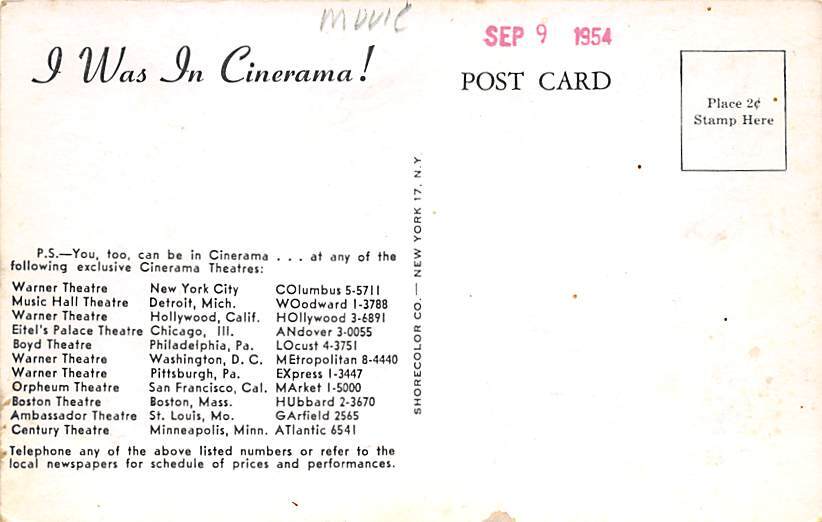 movie
SEP 9 1954
I Was In Cinerama!
POST CARD
Place 2¢
Stamp Here
P.S.—You, too, can be in Cinerama . . . at any of the
following exclusive Cinerama Theatres:
Warner Theatre New York City COlumbus 5-5711
Music Hall Theatre Detroit, Mich. WOodward 1-3788
Warner Theatre Hollywood, Calif. HOllywood 3-6891
Eitel's Palace Theatre Chicago, Ill. ANdover 3-0055
Boyd Theatre Philadelphia, Pa. LOcust 4-3751
Warner Theatre Washington, D. C. MEtropolitan 8-4440
Warner Theatre Pittsburgh, Pa. EXpress 1-3447
Orpheum Theatre San Francisco, Cal. MArket 1-5000
Boston Theatre Boston, Mass. HUbbard 2-3670
Ambassador Theatre St. Louis, Mo. GArfield 2565
Century Theatre Minneapolis, Minn. ATlantic 6541
Telephone any of the above listed numbers or refer to the
local newspapers for schedule of prices and performances.
SHORECOLOR CO. — NEW YORK 17, N.Y.